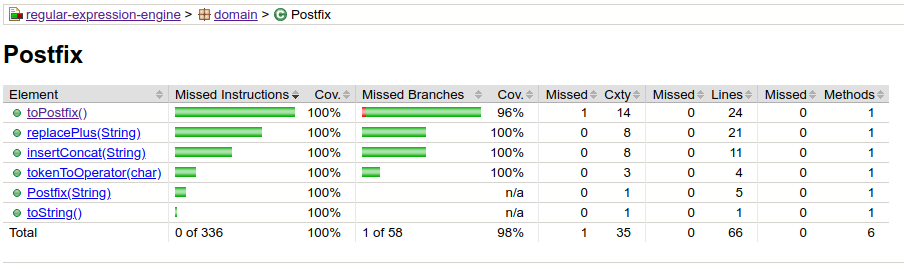 regular-expression-engine > domain > Postfix
Postfix
Element Missed Instructions Cov. Missed Branches Cov. Missed Cxty Missed Lines Missed Methods
toPostfix() 100% 96% 1 14 0 24 0 1
replacePlus(String) 100% 100% 0 8 0 21 0 1
insertConcat(String) 100% 100% 0 8 0 11 0 1
tokenToOperator(char) 100% 100% 0 3 0 4 0 1
Postfix(String) 100% n/a 0 1 0 5 0 1
toString() 100% n/a 0 1 0 1 0 1
Total 0 of 336 100% 1 of 58 98% 1 35 0 66 0 6